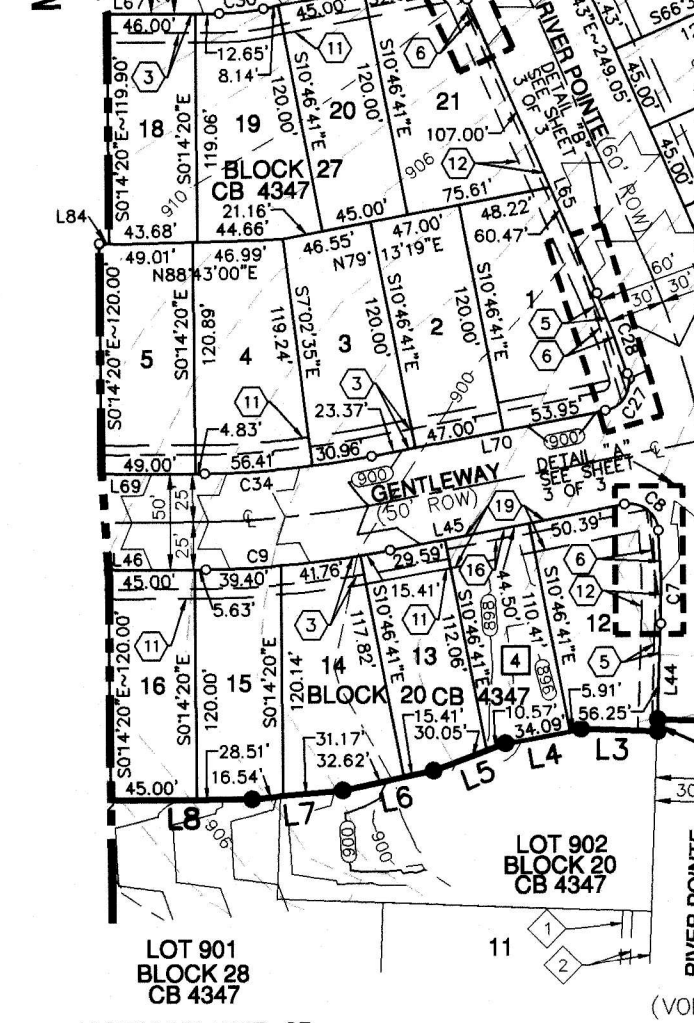 L67
C30
45.00'
46.00'
12.65'
8.14'
11
3
6
S0°14'20"E~119.90'
18
S0°14'20"E
119.06'
19
120.00'
S10°46'41"E
20
120.00'
S10°46'41"E
21
107.00'
12
RIVER POINTE
(60' ROW)
DETAIL "B"
SEE SHEET
3 OF 3
45.00'
45.00'
BLOCK 27
CB 4347
910
906
L84
43.68'
21.16'
44.66'
45.00'
75.61'
L65
49.01'
46.99'
46.55'
47.00'
48.22'
60.47'
N88°43'00"E
N79°13'19"E
60'
30'
30'
S0°14'20"E~120.00'
5
S0°14'20"E
120.89'
4
S7°02'35"E
119.24'
3
120.00'
S10°46'41"E
2
120.00'
S10°46'41"E
1
5
6
C28
C27
11
3
900
4.83'
23.37'
53.95'
49.00'
56.41'
30.96'
47.00'
L70
900
L69
C34
900
GENTLEWAY
(50' ROW)
DETAIL "A"
SEE SHEET
3 OF 3
50'
25'
25'
L46
C9
L45
19
50.39'
C8
45.00'
39.40'
41.76'
29.59'
16
6
5.63'
15.41'
11
3
11
12
C7
S0°14'20"E~120.00'
16
S0°14'20"E
120.00'
15
S0°14'20"E
120.14'
14
117.82'
S10°46'41"E
13
112.06'
S10°46'41"E
898
44.50'
110.41'
S10°46'41"E
896
12
4
5
L44
BLOCK 20 CB 4347
5.91'
56.25'
15.41'
30.05'
10.57'
34.09'
31.17'
32.62'
28.51'
16.54'
45.00'
L8
L7
L6
L5
L4
L3
906
900
900
LOT 902
BLOCK 20
CB 4347
11
1
2
LOT 901
BLOCK 28
CB 4347
RIVER POINTE